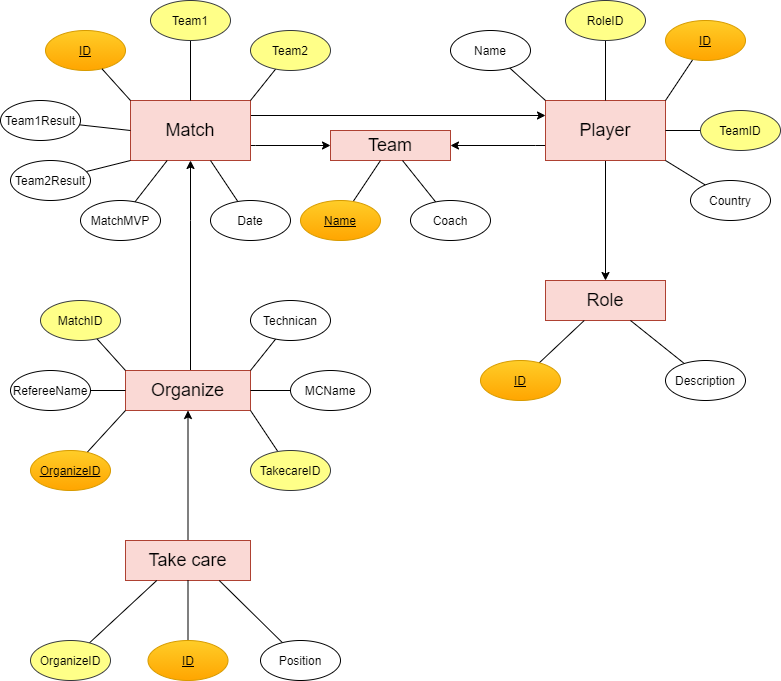 Team1
RoleID
ID
Team2
Name
ID
Team1Result
Match
Team
Player
TeamID
Team2Result
MatchMVP
Date
Name
Coach
Country
Role
MatchID
Technican
RefereeName
Organize
MCName
ID
Description
OrganizeID
TakecareID
Take care
OrganizeID
ID
Position